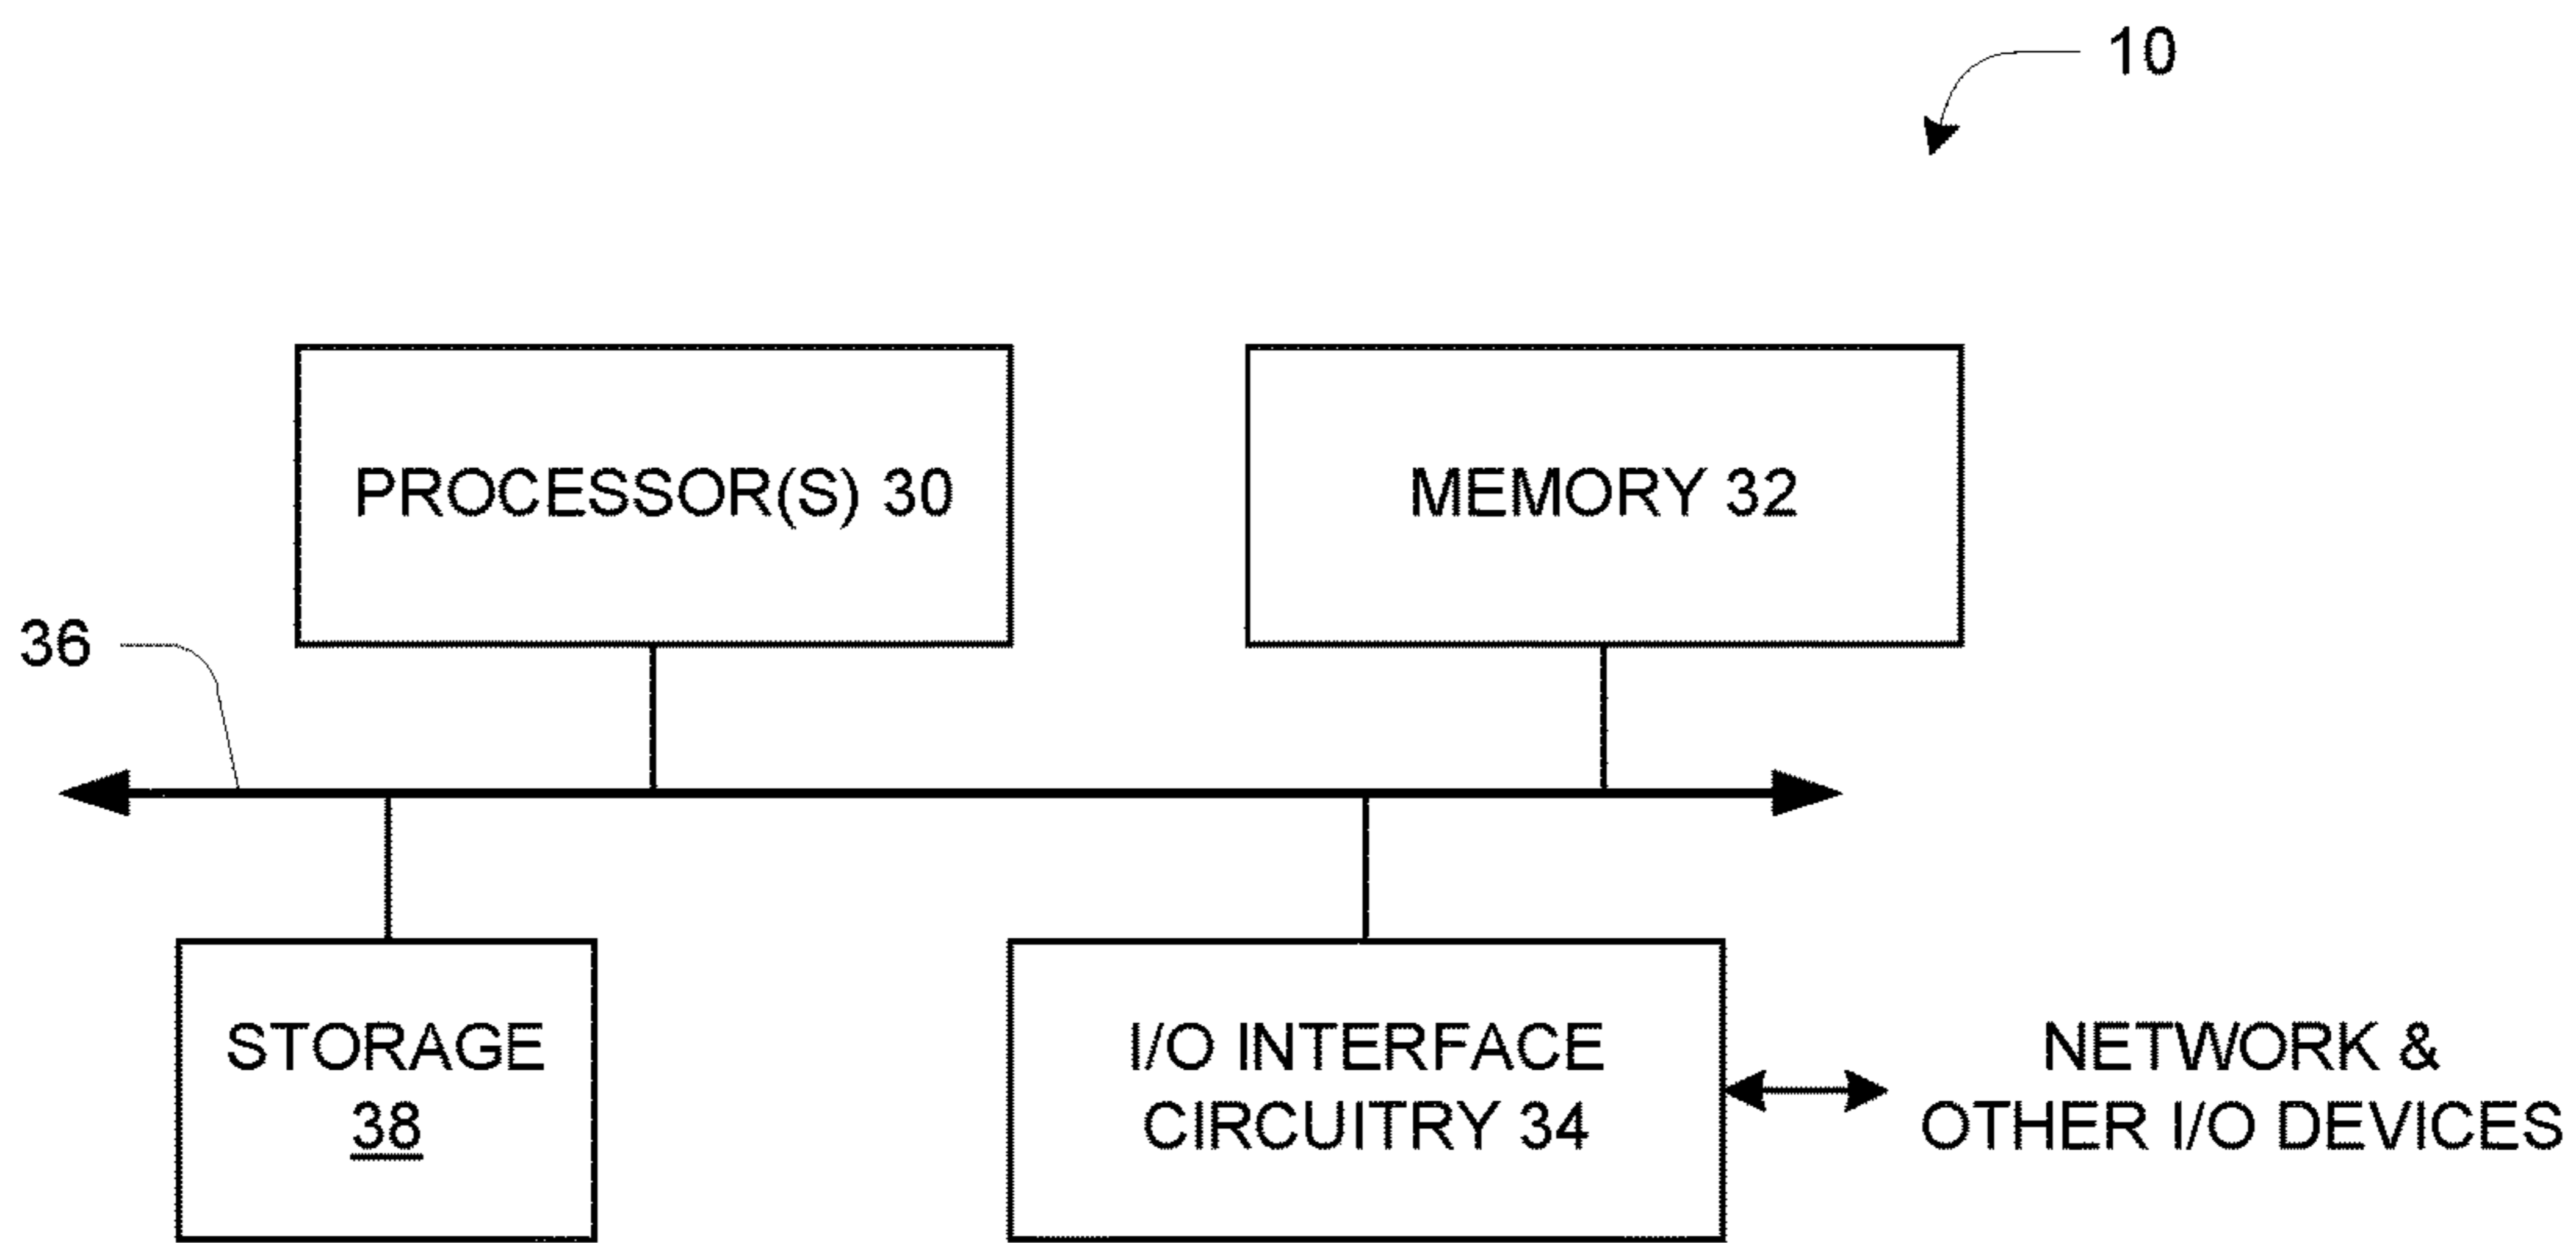 10
PROCESSOR(S) 30
MEMORY 32
36
STORAGE
38
I/O INTERFACE
CIRCUITRY 34
NETWORK &
OTHER I/O DEVICES